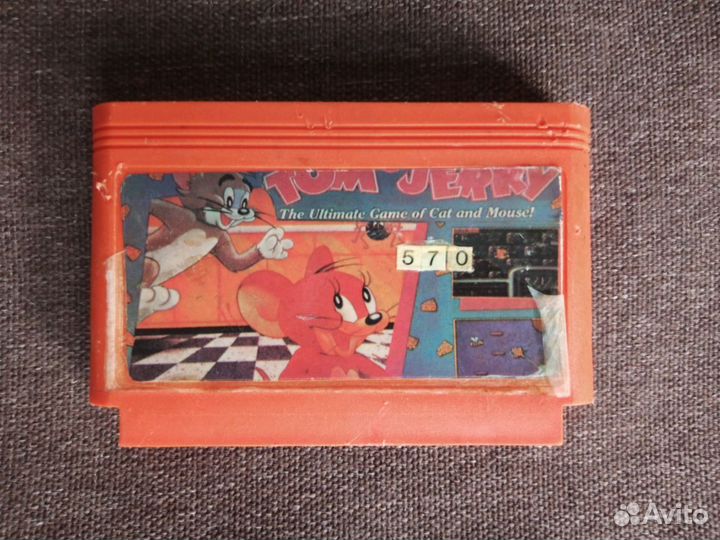 TOM JERRY
The Ultimate Game of Cat and Mouse!
570
Avito